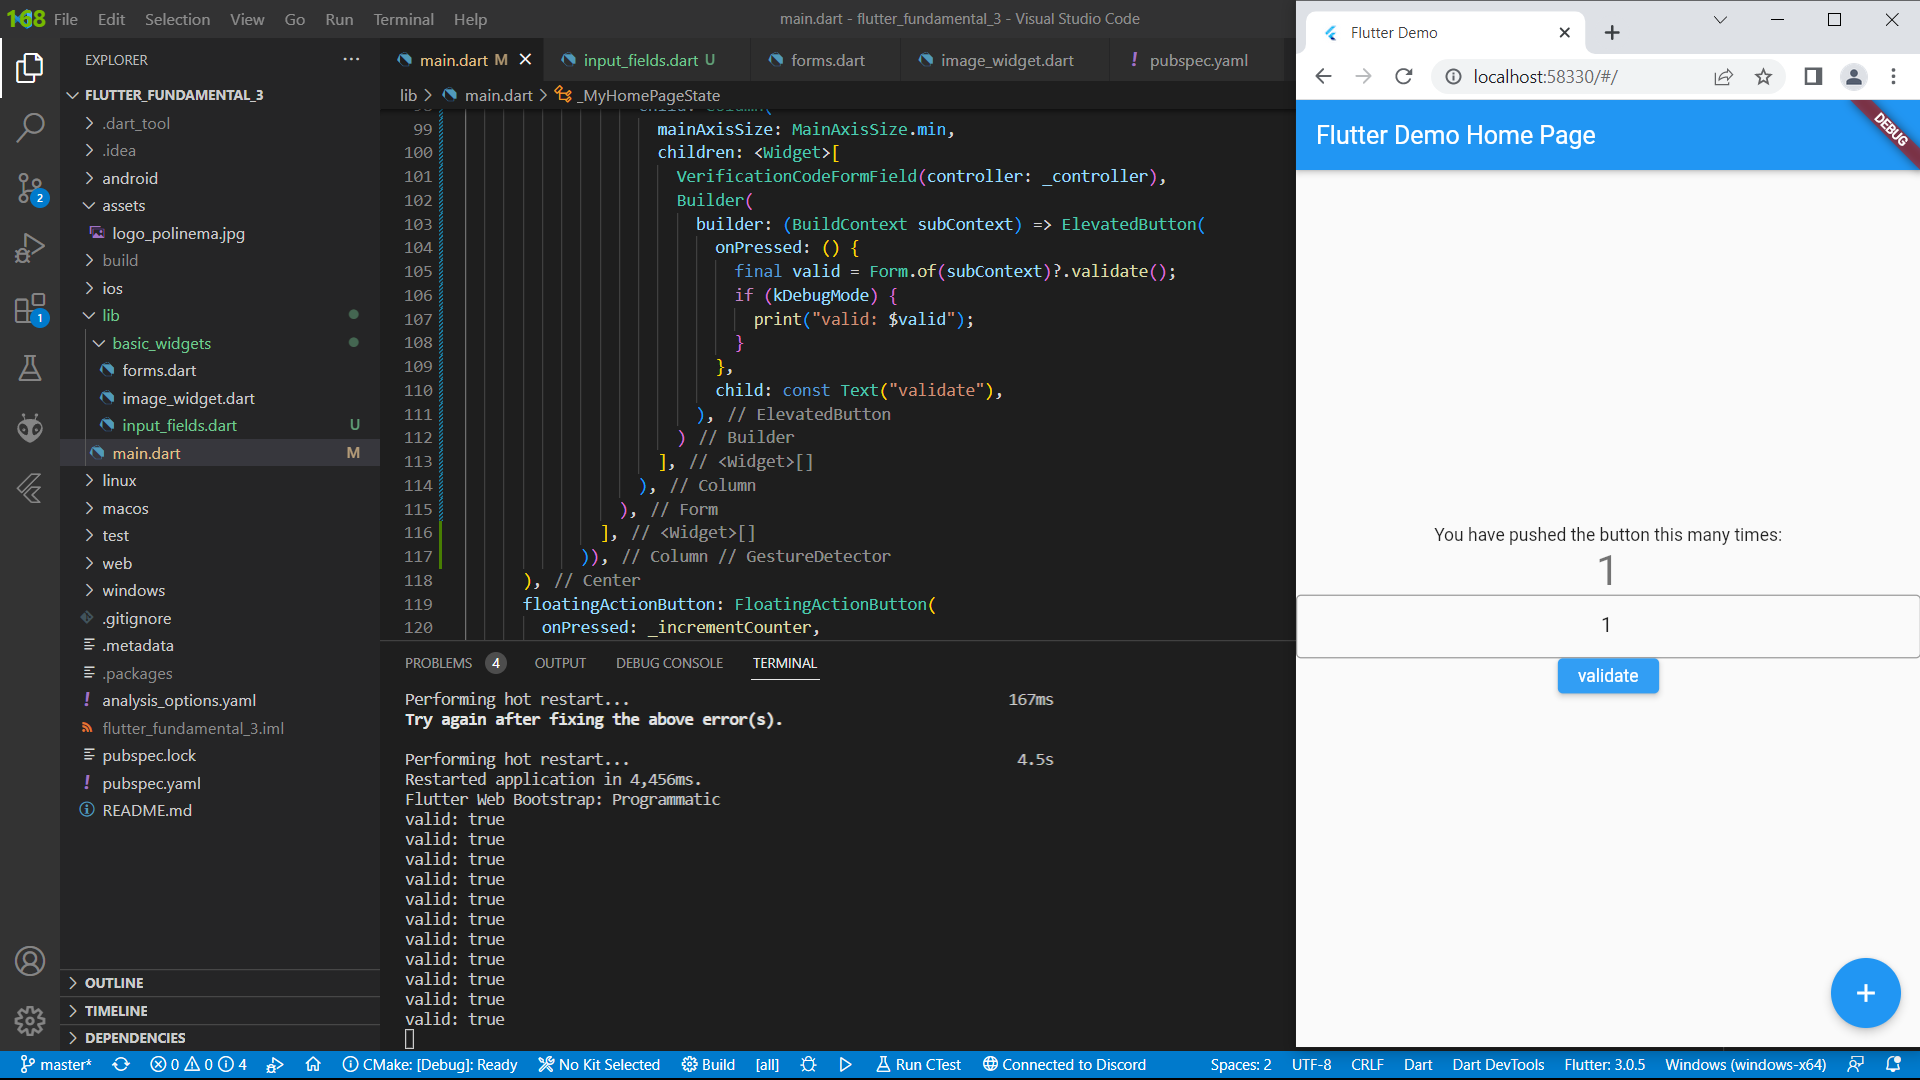 168
File Edit Selection View Go Run Terminal Help
main.dart - flutter_fundamental_3 - Visual Studio Code
EXPLORER
FLUTTER_FUNDAMENTAL_3
.dart_tool
.idea
android
assets
logo_polinema.jpg
build
ios
lib
basic_widgets
forms.dart
image_widget.dart
input_fields.dart U
main.dart M
linux
macos
test
web
windows
.gitignore
.metadata
.packages
analysis_options.yaml
flutter_fundamental_3.iml
pubspec.lock
pubspec.yaml
README.md
OUTLINE
TIMELINE
DEPENDENCIES
2
1
main.dart M input_fields.dart U forms.dart image_widget.dart pubspec.yaml
lib > main.dart > _MyHomePageState
99 mainAxisSize: MainAxisSize.min,
100 children: <Widget>[
101 VerificationCodeFormField(controller: _controller),
102 Builder(
103 builder: (BuildContext subContext) => ElevatedButton(
104 onPressed: () {
105 final valid = Form.of(subContext)?.validate();
106 if (kDebugMode) {
107 print("valid: $valid");
108 }
109 },
110 child: const Text("validate"),
111 ), // ElevatedButton
112 ) // Builder
113 ], // <Widget>[]
114 ), // Column
115 ), // Form
116 ], // <Widget>[]
117 )), // Column // GestureDetector
118 ), // Center
119 floatingActionButton: FloatingActionButton(
120 onPressed: _incrementCounter,
PROBLEMS 4 OUTPUT DEBUG CONSOLE TERMINAL
Performing hot restart... 167ms
Try again after fixing the above error(s).
Performing hot restart... 4.5s
Restarted application in 4,456ms.
Flutter Web Bootstrap: Programmatic
valid: true
valid: true
valid: true
valid: true
valid: true
valid: true
valid: true
valid: true
valid: true
valid: true
valid: true
Flutter Demo
localhost:58330/#/
Flutter Demo Home Page
DEBUG
You have pushed the button this many times:
1
1
validate
+
master* 0 0 4 CMake: [Debug]: Ready No Kit Selected Build [all] Run CTest Connected to Discord Spaces: 2 UTF-8 CRLF Dart Dart DevTools Flutter: 3.0.5 Windows (windows-x64)